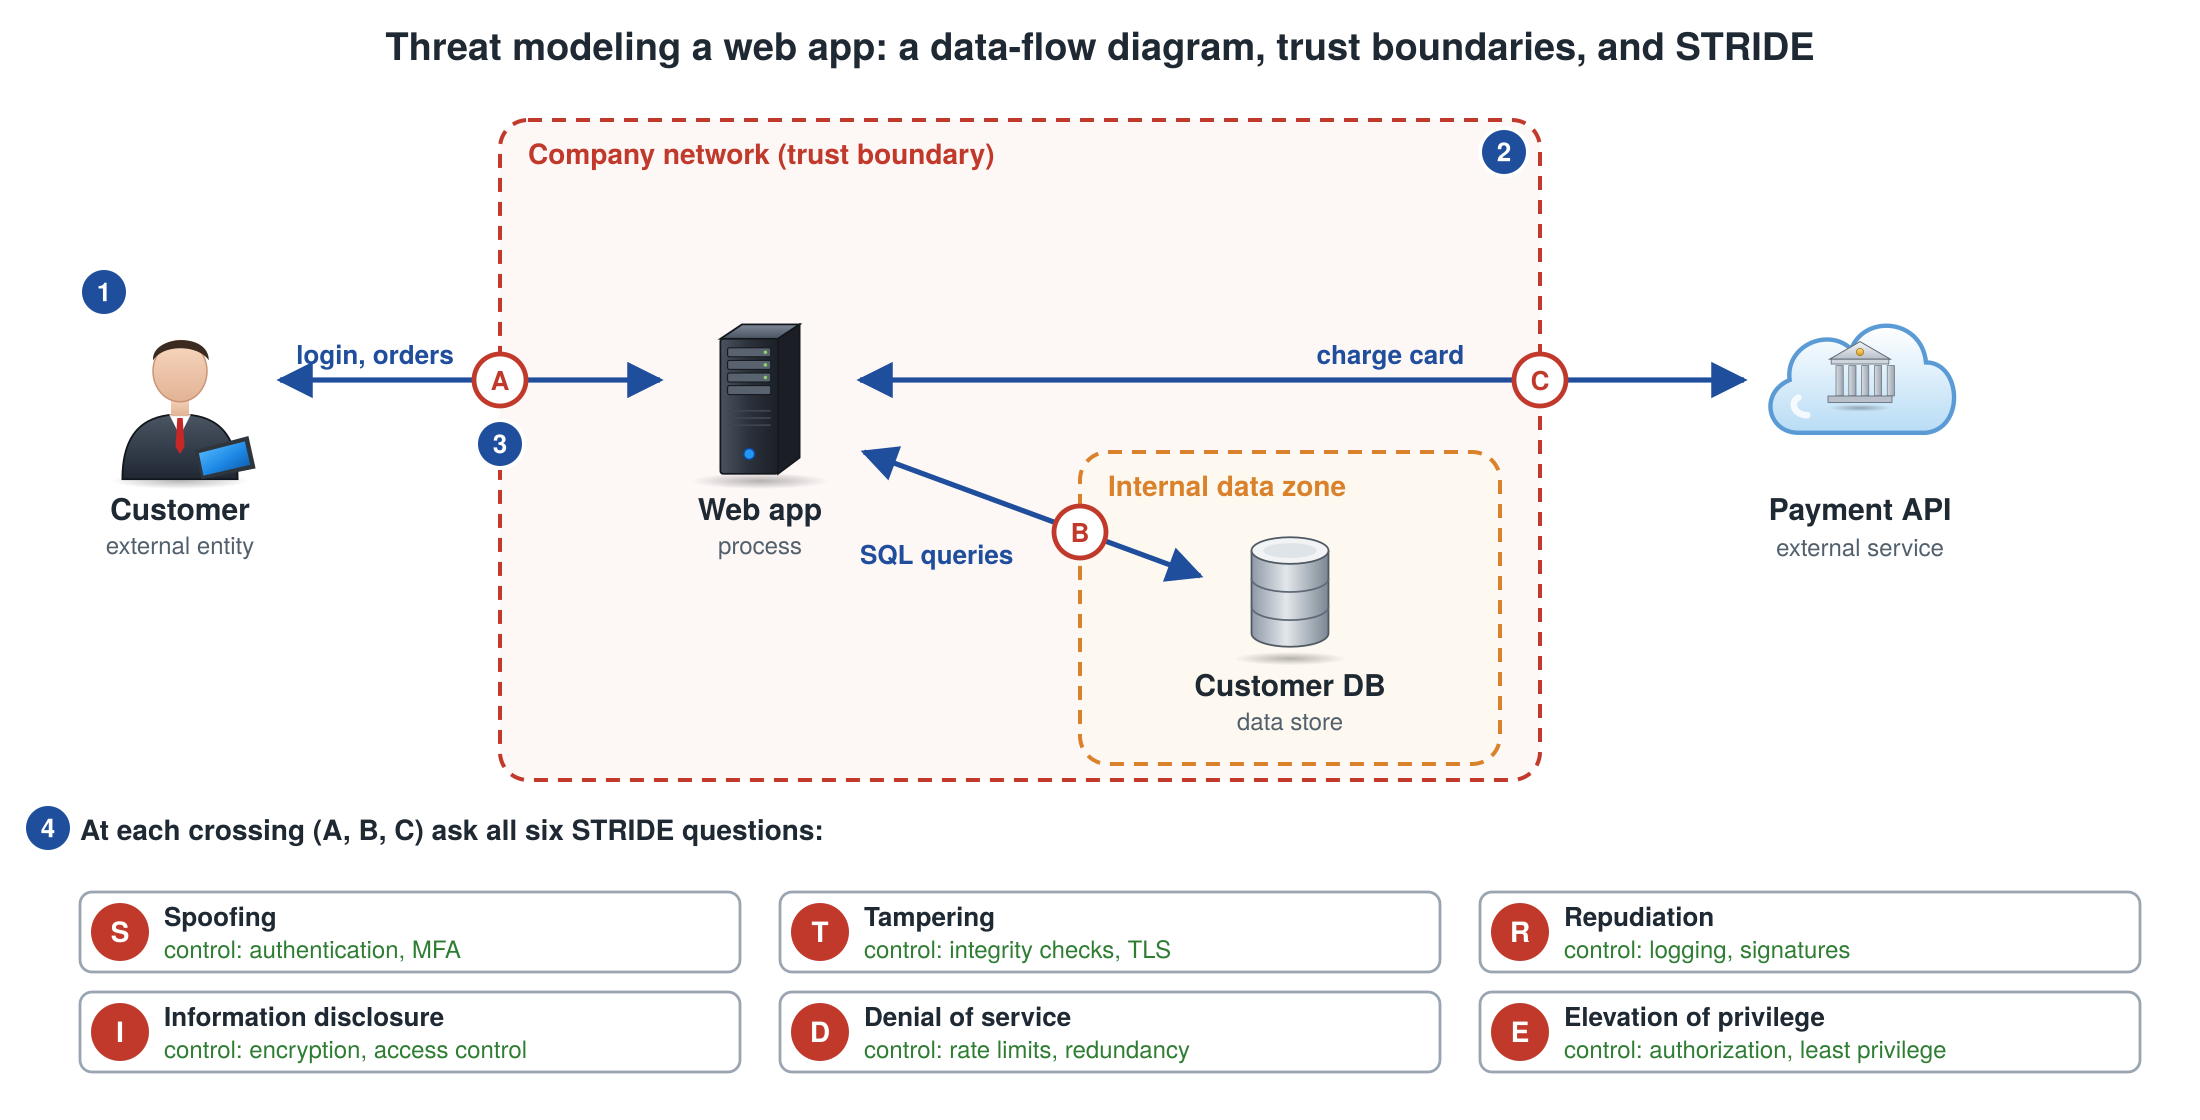 Threat modeling a web app: a data-flow diagram, trust boundaries, and STRIDE
Company network (trust boundary)
2
1
login, orders
A
3
charge card
C
Customer
external entity
Web app
process
SQL queries
B
Internal data zone
Customer DB
data store
Payment API
external service
4 At each crossing (A, B, C) ask all six STRIDE questions:
S Spoofing
control: authentication, MFA
T Tampering
control: integrity checks, TLS
R Repudiation
control: logging, signatures
I Information disclosure
control: encryption, access control
D Denial of service
control: rate limits, redundancy
E Elevation of privilege
control: authorization, least privilege